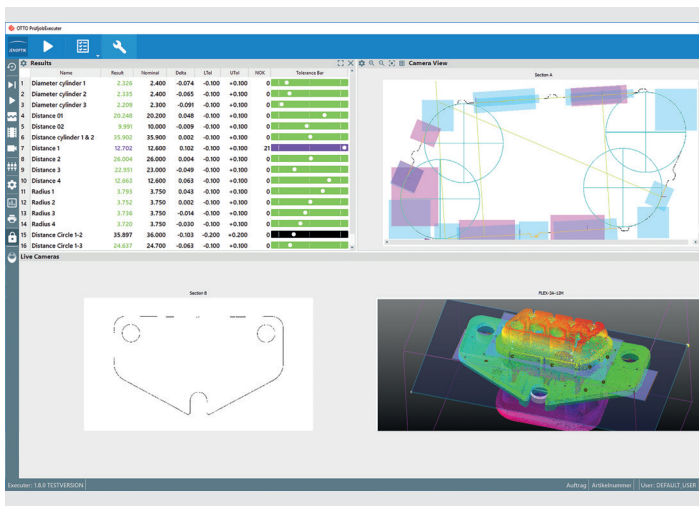 OTTO ProfJobExecuter
JENOPTIK
Results
Camera View
Name Result Nominal Delta LTol UTol NOK Tolerance Bar
1 Diameter cylinder 1 2.326 2.400 -0.074 -0.100 +0.100 0
2 Diameter cylinder 2 2.335 2.400 -0.065 -0.100 +0.100 0
3 Diameter cylinder 3 2.209 2.300 -0.091 -0.100 +0.100 0
4 Distance 01 20.248 20.200 0.048 -0.100 +0.100 0
5 Distance 02 9.991 10.000 -0.009 -0.100 +0.100 0
6 Distance cylinder 1 & 2 35.902 35.900 0.002 -0.100 +0.100 0
7 Distance 1 12.702 12.600 0.102 -0.100 +0.100 21
8 Distance 2 26.004 26.000 0.004 -0.100 +0.100 0
9 Distance 3 22.951 23.000 -0.049 -0.100 +0.100 0
10 Distance 4 12.663 12.600 0.063 -0.100 +0.100 0
11 Radius 1 3.793 3.750 0.043 -0.100 +0.100 0
12 Radius 2 3.752 3.750 0.002 -0.100 +0.100 0
13 Radius 3 3.736 3.750 -0.014 -0.100 +0.100 0
14 Radius 4 3.720 3.750 -0.030 -0.100 +0.100 0
15 Distance Circle 1-2 35.897 36.000 -0.103 -0.200 +0.200 0
16 Distance Circle 1-3 24.637 24.700 -0.063 -0.100 +0.100 0
Section A
Live Cameras
Section B
FLEX-3A-12M
Executer: 1.8.0 TESTVERSION
Auftrag Artikelnummer User: DEFAULT_USER